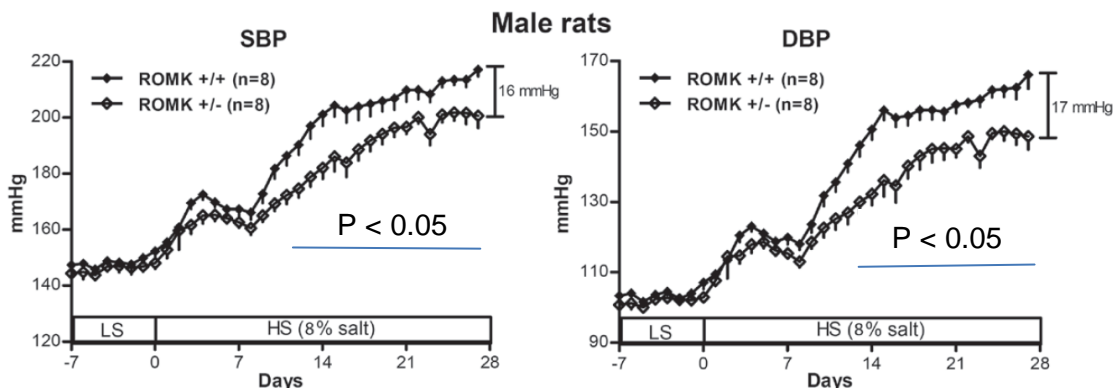 Male rats
SBP
220
200
180
160
140
120
mmHg
ROMK +/+ (n=8)
ROMK +/- (n=8)
16 mmHg
P < 0.05
LS
HS (8% salt)
-7
0
7
14
21
28
Days
DBP
170
150
130
110
90
mmHg
ROMK +/+ (n=8)
ROMK +/- (n=8)
17 mmHg
P < 0.05
LS
HS (8% salt)
-7
0
7
14
21
28
Days